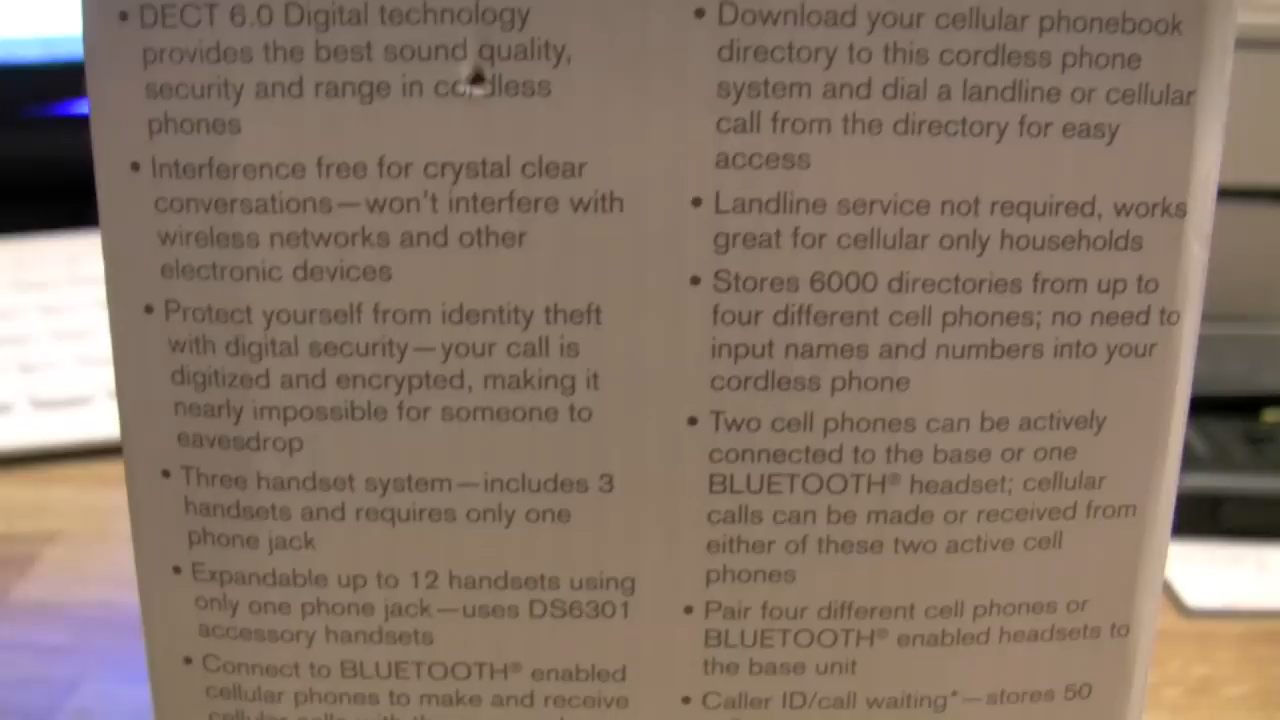 • DECT 6.0 Digital technology
provides the best sound quality,
security and range in cordless
phones
• Interference free for crystal clear
conversations—won't interfere with
wireless networks and other
electronic devices
• Protect yourself from identity theft
with digital security—your call is
digitized and encrypted, making it
nearly impossible for someone to
eavesdrop
• Three handset system—includes 3
handsets and requires only one
phone jack
• Expandable up to 12 handsets using
only one phone jack—uses DS6301
accessory handsets
• Connect to BLUETOOTH® enabled
cellular phones to make and receive
• Download your cellular phonebook
directory to this cordless phone
system and dial a landline or cellular
call from the directory for easy
access
• Landline service not required, works
great for cellular only households
• Stores 6000 directories from up to
four different cell phones; no need to
input names and numbers into your
cordless phone
• Two cell phones can be actively
connected to the base or one
BLUETOOTH® headset; cellular
calls can be made or received from
either of these two active cell
phones
• Pair four different cell phones or
BLUETOOTH® enabled headsets to
the base unit
• Caller ID/call waiting*—stores 50